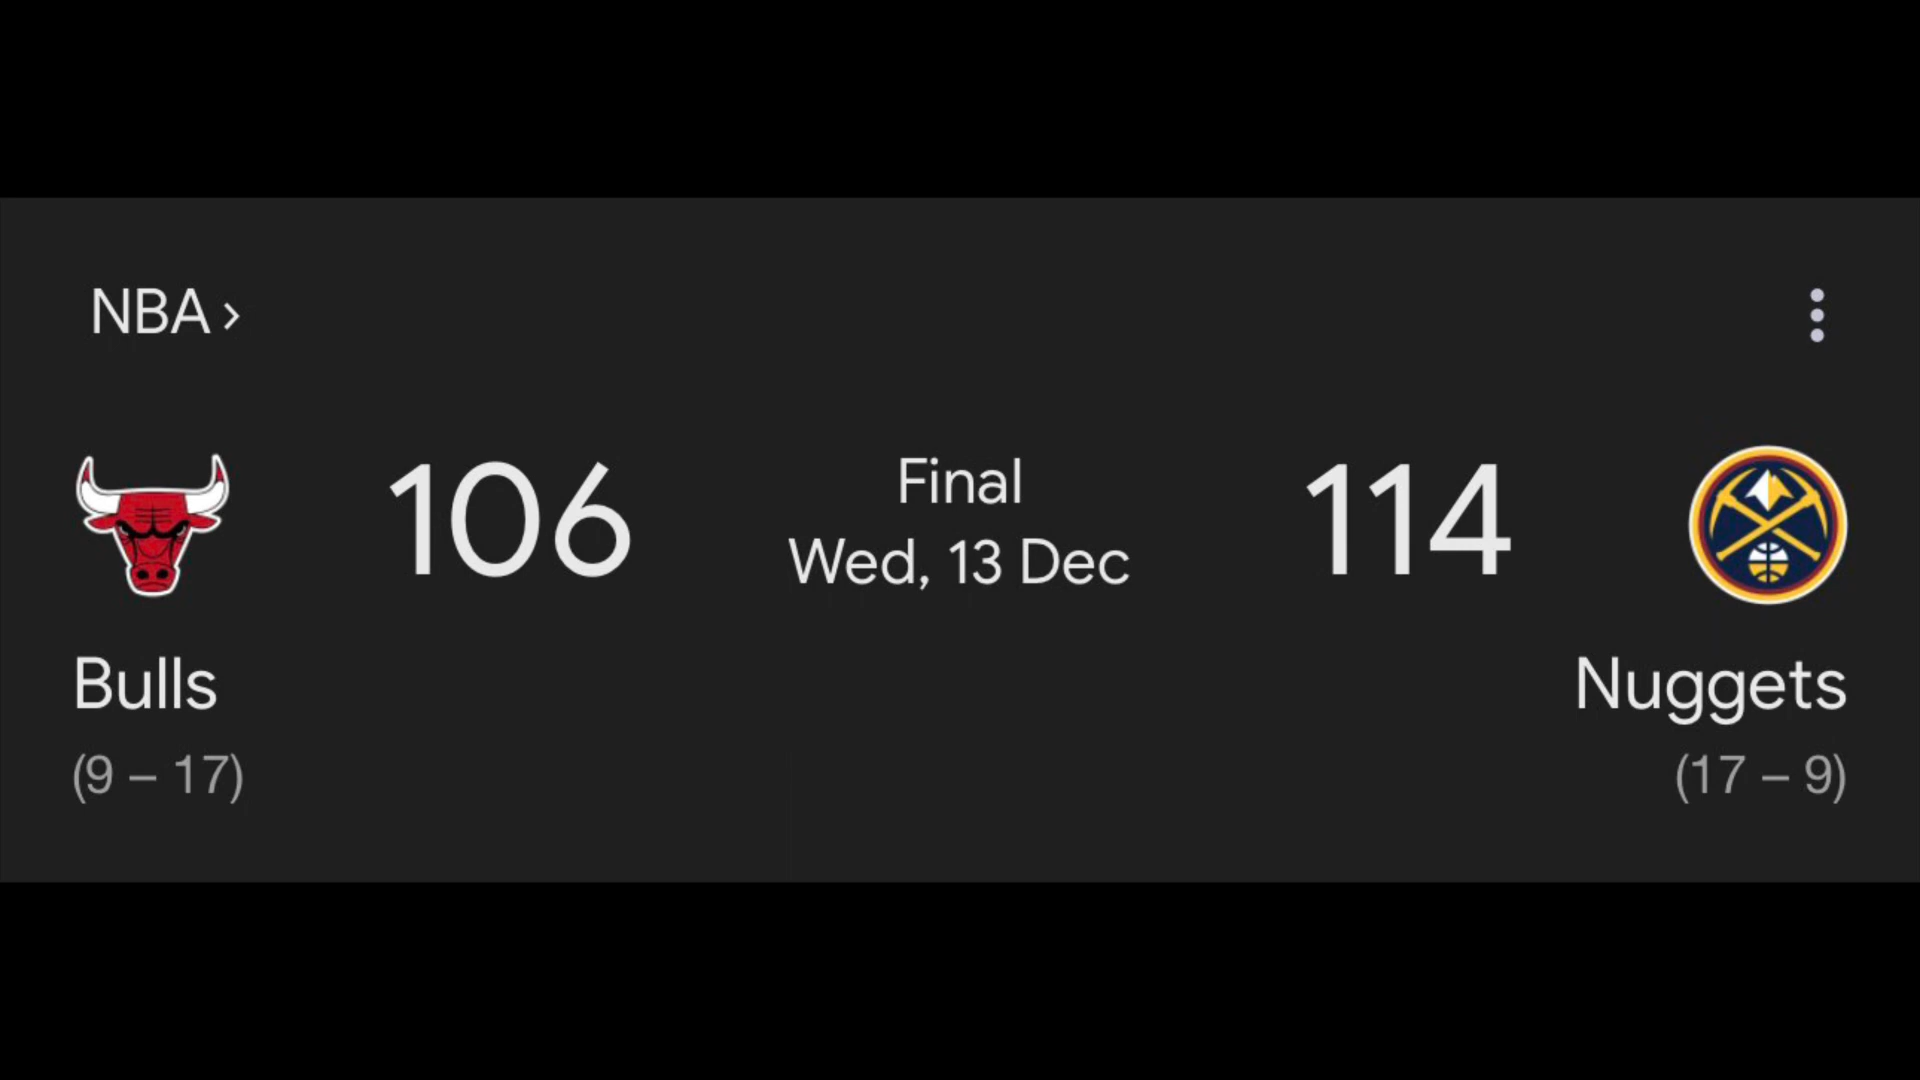 NBA >
106
Final
Wed, 13 Dec
114
Bulls
Nuggets
(9 – 17)
(17 – 9)